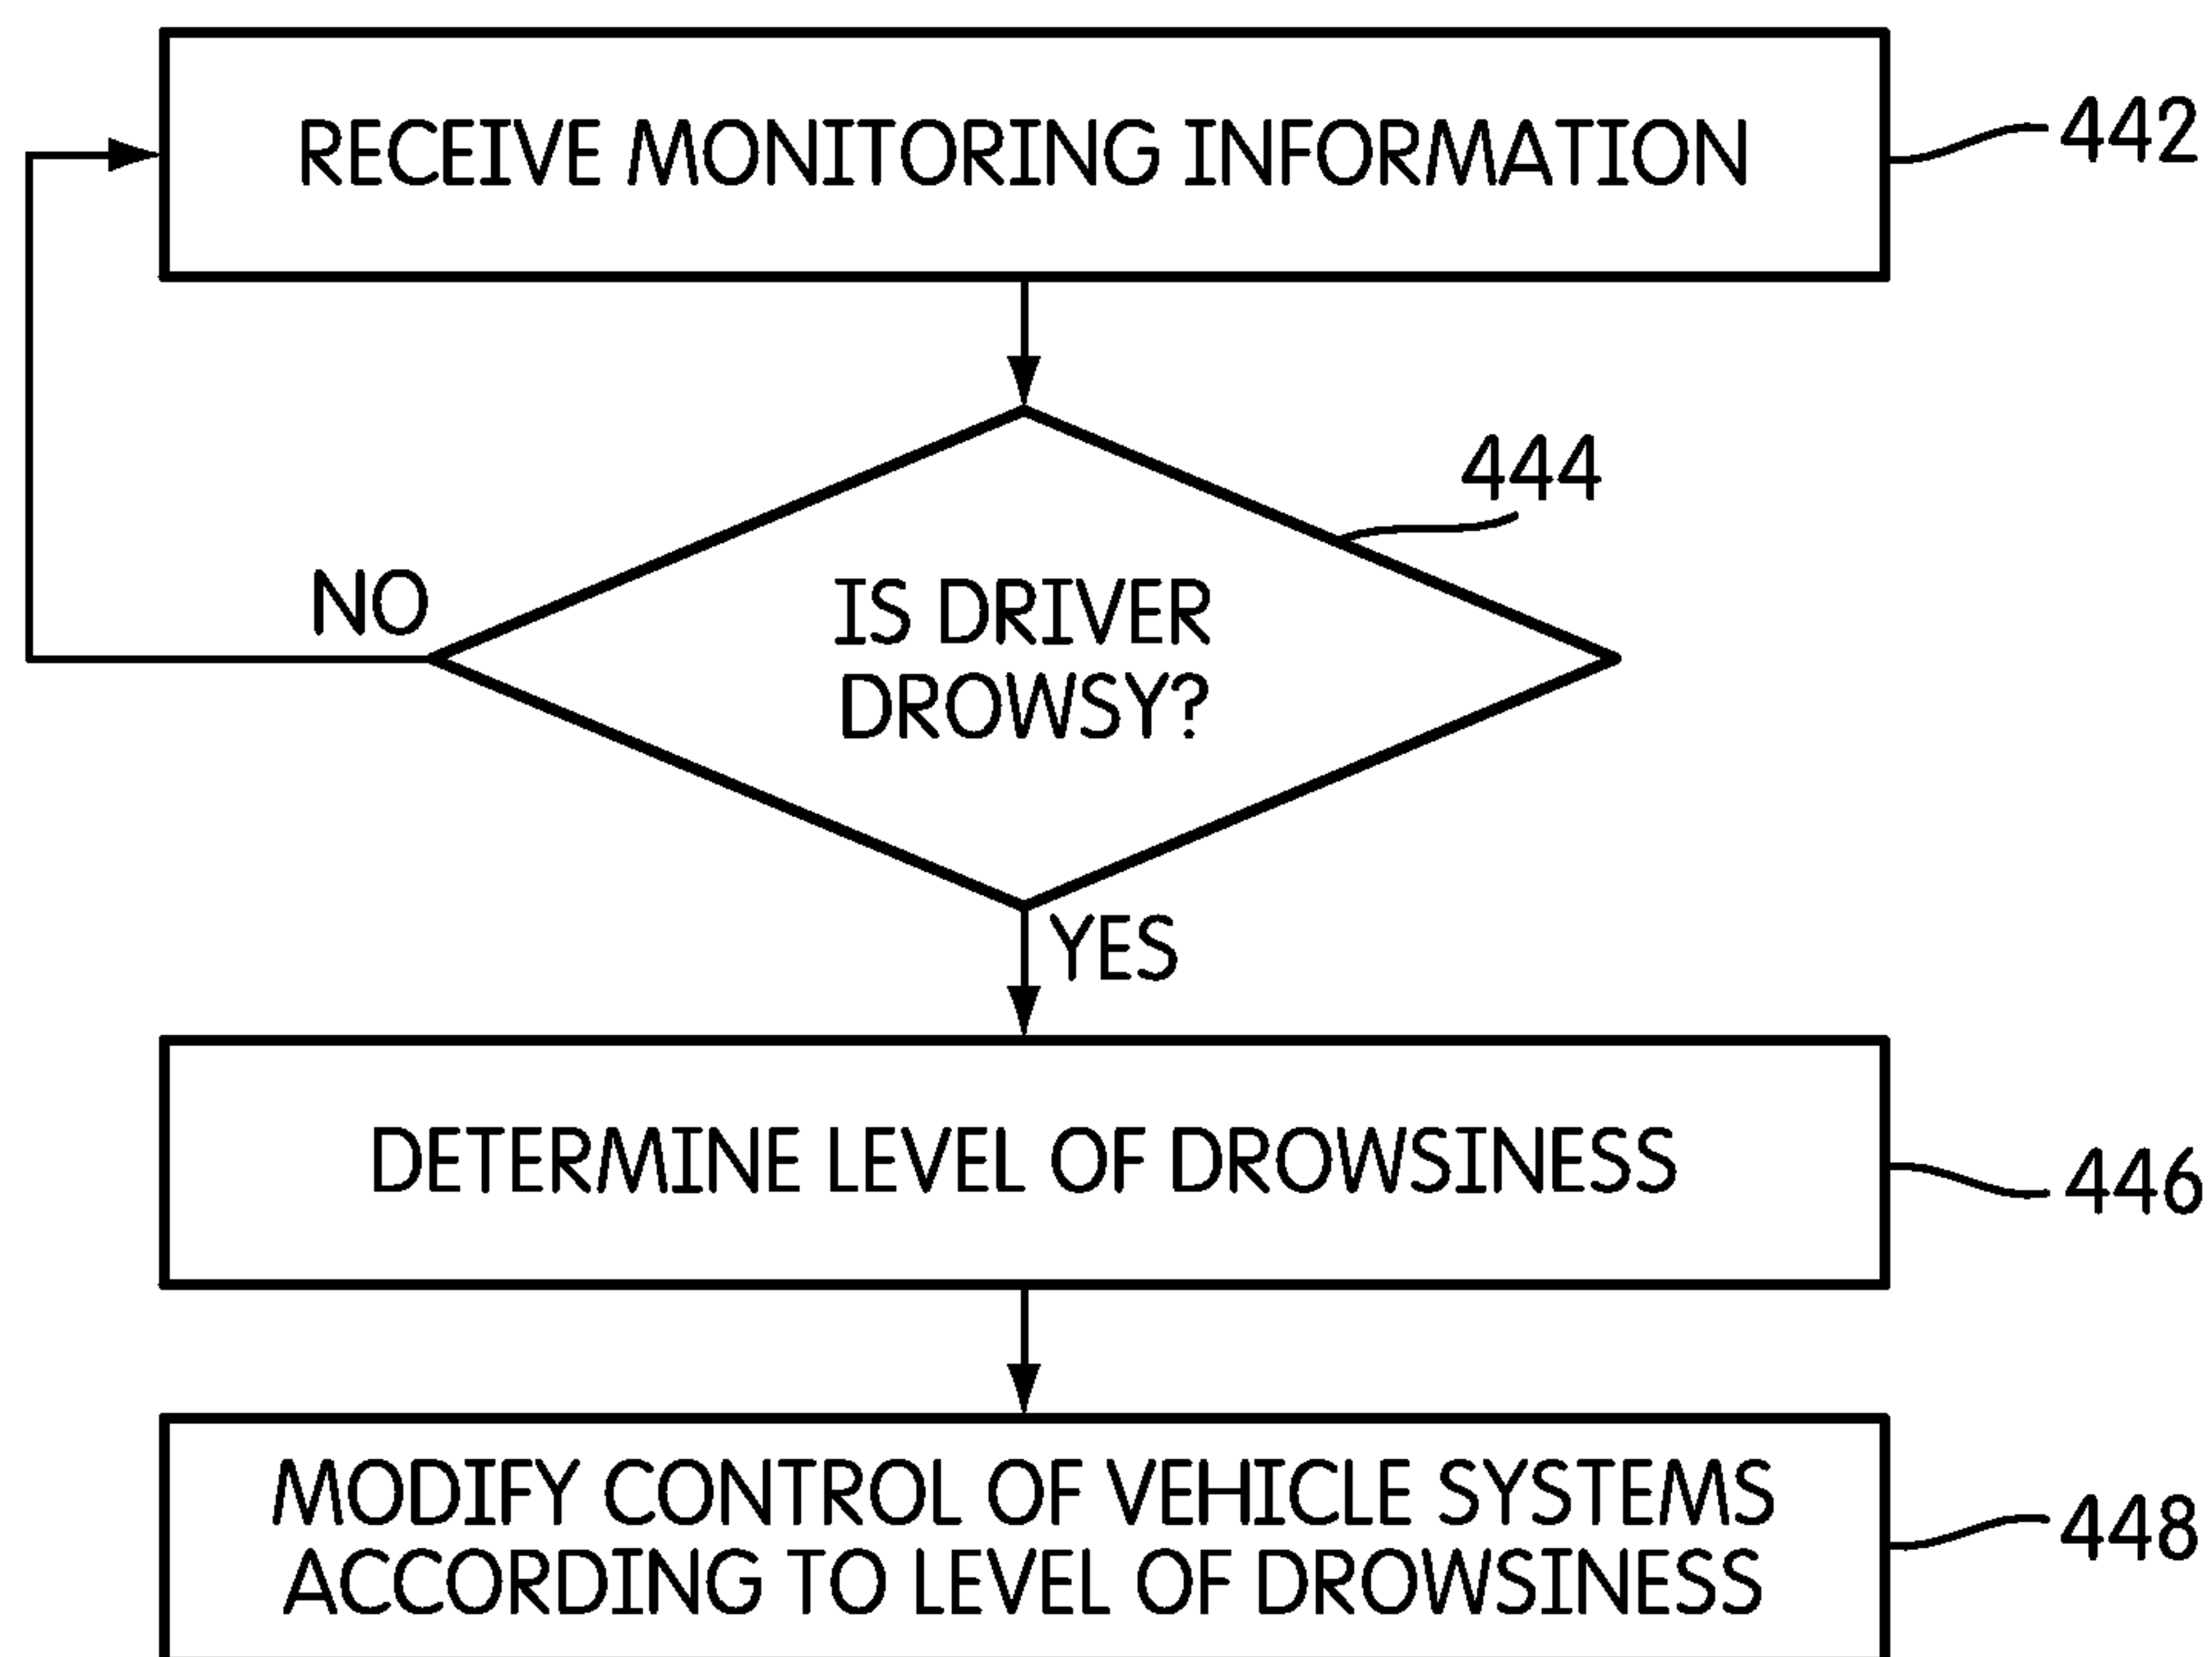 RECEIVE MONITORING INFORMATION
442
444
NO
IS DRIVER
DROWSY?
YES
DETERMINE LEVEL OF DROWSINESS
446
MODIFY CONTROL OF VEHICLE SYSTEMS
ACCORDING TO LEVEL OF DROWSINESS
448